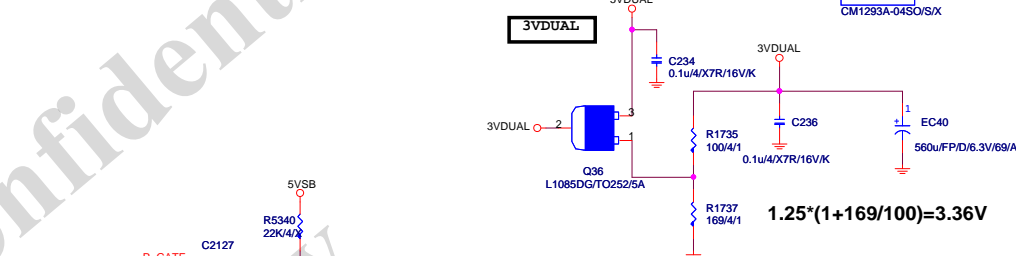 3VDUAL
CM1293A-04SO/S/X
3VDUAL
3VDUAL
C234
0.1u/4/X7R/16V/K
3VDUAL
2
3
1
R1735
100/4/1
C236
0.1u/4/X7R/16V/K
1
+
EC40
560u/FP/D/6.3V/69/A
Q36
L1085DG/TO252/5A
5VSB
R5340
22K/4/X
R1737
169/4/1
1.25*(1+169/100)=3.36V
C2127
onfidentia